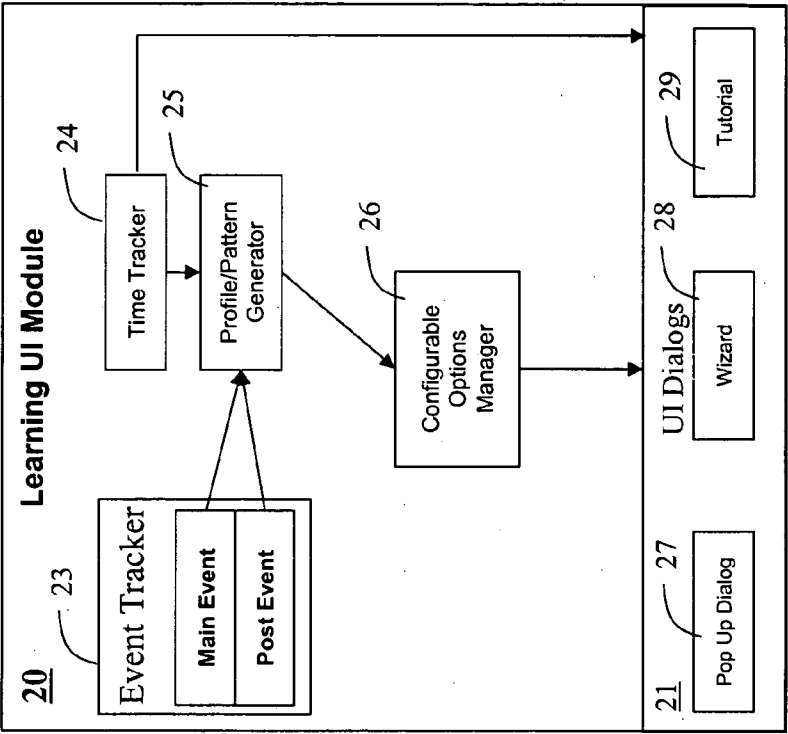 Learning UI Module
20
23
Event Tracker
Main Event
Post Event
24
Time Tracker
25
Profile/Pattern
Generator
26
Configurable
Options
Manager
21
UI Dialogs
27
Pop Up Dialog
28
Wizard
29
Tutorial